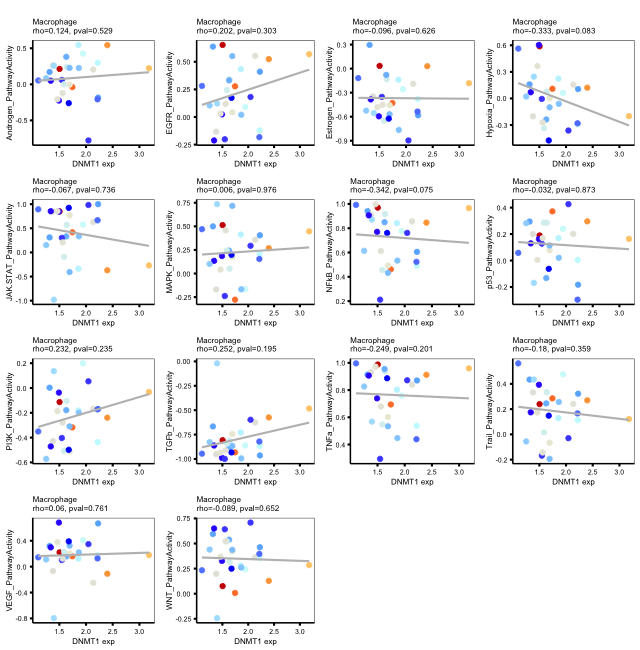 Macrophage
rho=0.124, pval=0.529
Androgen_PathwayActivity
0.5
0.0
-0.5
1.5 2.0 2.5 3.0
DNMT1 exp
Macrophage
rho=0.202, pval=0.303
EGFR_PathwayActivity
0.50
0.25
0.00
-0.25
1.5 2.0 2.5 3.0
DNMT1 exp
Macrophage
rho=-0.096, pval=0.626
Estrogen_PathwayActivity
0.3
0.0
-0.3
-0.6
-0.9
1.5 2.0 2.5 3.0
DNMT1 exp
Macrophage
rho=-0.333, pval=0.083
Hypoxia_PathwayActivity
0.6
0.3
0.0
-0.3
1.5 2.0 2.5 3.0
DNMT1 exp
Macrophage
rho=-0.067, pval=0.736
JAK-STAT_PathwayActivity
1.0
0.5
0.0
-0.5
-1.0
1.5 2.0 2.5 3.0
DNMT1 exp
Macrophage
rho=0.006, pval=0.976
MAPK_PathwayActivity
0.75
0.50
0.25
0.00
-0.25
1.5 2.0 2.5 3.0
DNMT1 exp
Macrophage
rho=-0.342, pval=0.075
NFkB_PathwayActivity
1.0
0.8
0.6
0.4
0.2
1.5 2.0 2.5 3.0
DNMT1 exp
Macrophage
rho=-0.032, pval=0.873
p53_PathwayActivity
0.4
0.2
0.0
-0.2
1.5 2.0 2.5 3.0
DNMT1 exp
Macrophage
rho=0.232, pval=0.235
PI3K_PathwayActivity
0.2
0.0
-0.2
-0.4
-0.6
1.5 2.0 2.5 3.0
DNMT1 exp
Macrophage
rho=0.252, pval=0.195
TGFb_PathwayActivity
0.00
-0.25
-0.50
-0.75
-1.00
1.5 2.0 2.5 3.0
DNMT1 exp
Macrophage
rho=-0.249, pval=0.201
TNFa_PathwayActivity
1.0
0.8
0.6
0.4
1.5 2.0 2.5 3.0
DNMT1 exp
Macrophage
rho=-0.18, pval=0.359
Trail_PathwayActivity
0.6
0.4
0.2
0.0
-0.2
1.5 2.0 2.5 3.0
DNMT1 exp
Macrophage
rho=0.06, pval=0.761
VEGF_PathwayActivity
0.4
0.0
-0.4
-0.8
1.5 2.0 2.5 3.0
DNMT1 exp
Macrophage
rho=-0.089, pval=0.652
WNT_PathwayActivity
0.75
0.50
0.25
0.00
-0.25
1.5 2.0 2.5 3.0
DNMT1 exp